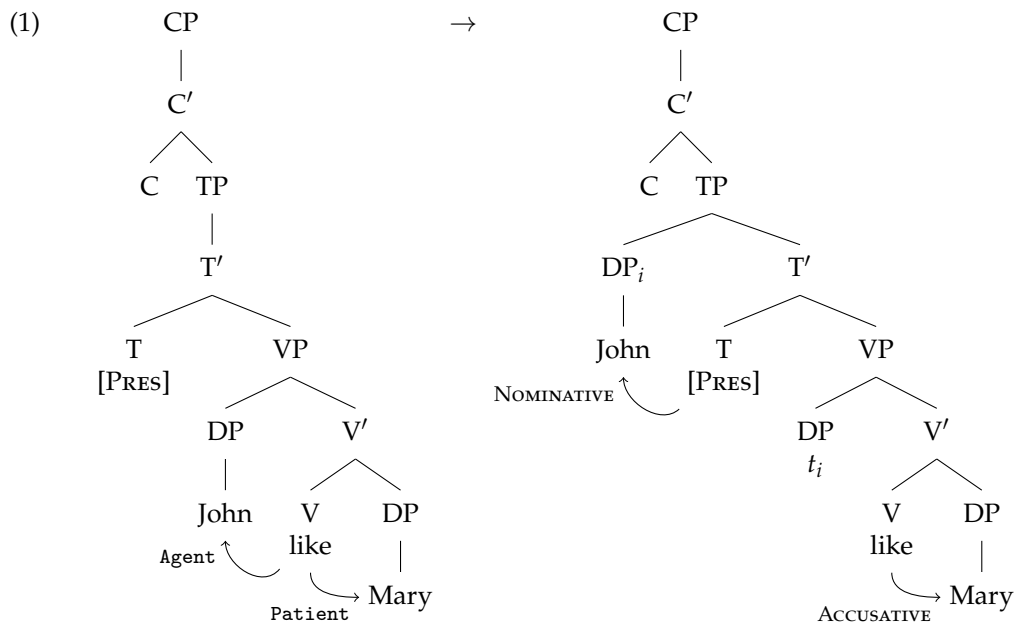 (1) CP → CP
C′ C′
C TP C TP
T′ DPi T′
T VP John T VP
[PRES] NOMINATIVE [PRES]
DP V′ DP V′
ti
John V DP V DP
like like
Agent
Patient Mary ACCUSATIVE Mary